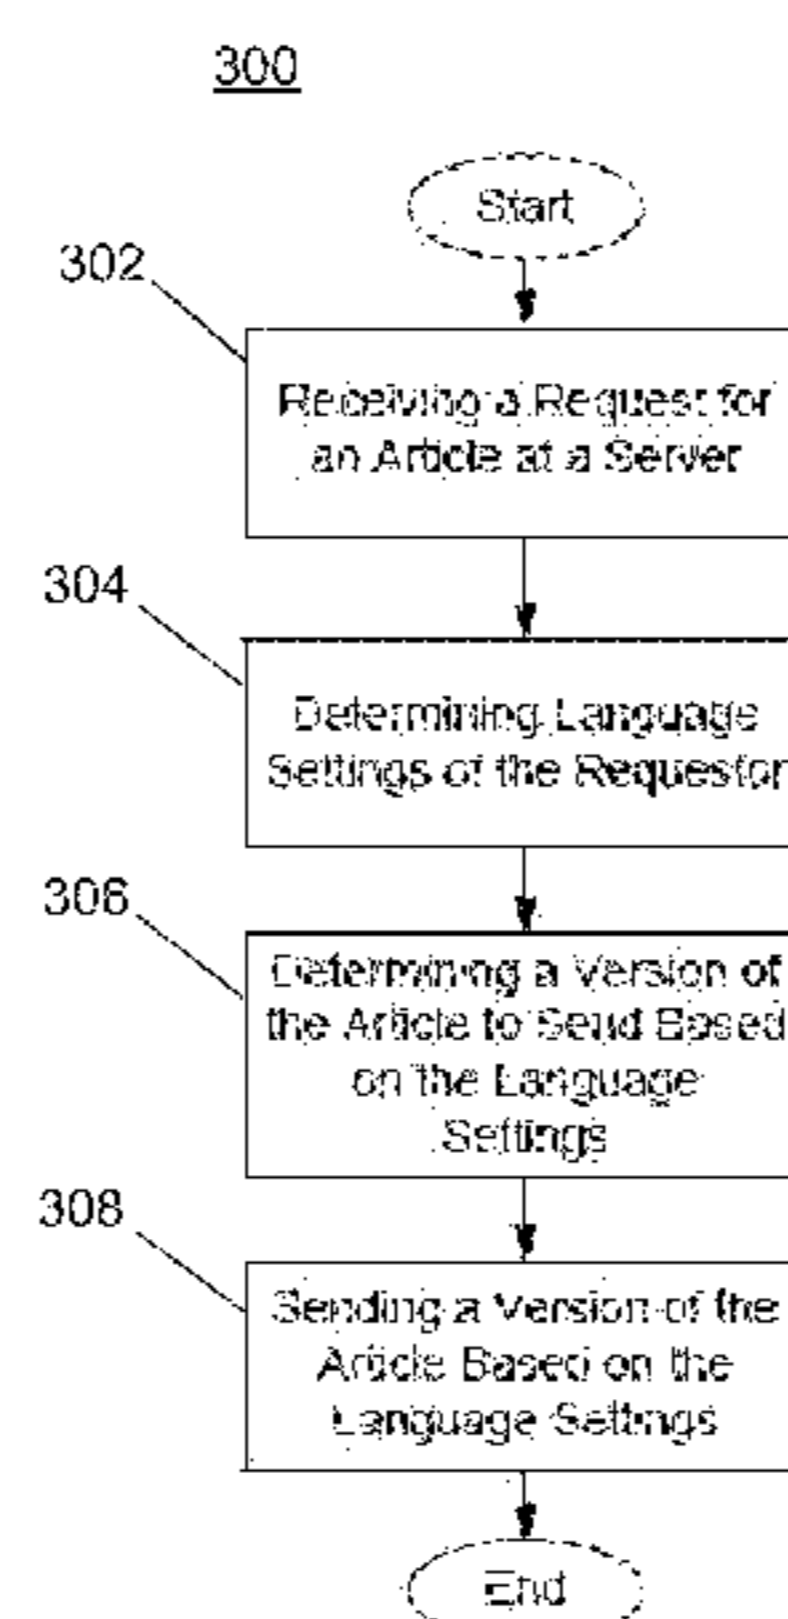 300
Start
302
Receiving a Request for
an Article at a Server
304
Determining Language
Settings of the Requestor
306
Determining a Version of
the Article to Send Based
on the Language
Settings
308
Sending a Version of the
Article Based on the
Language Settings
End